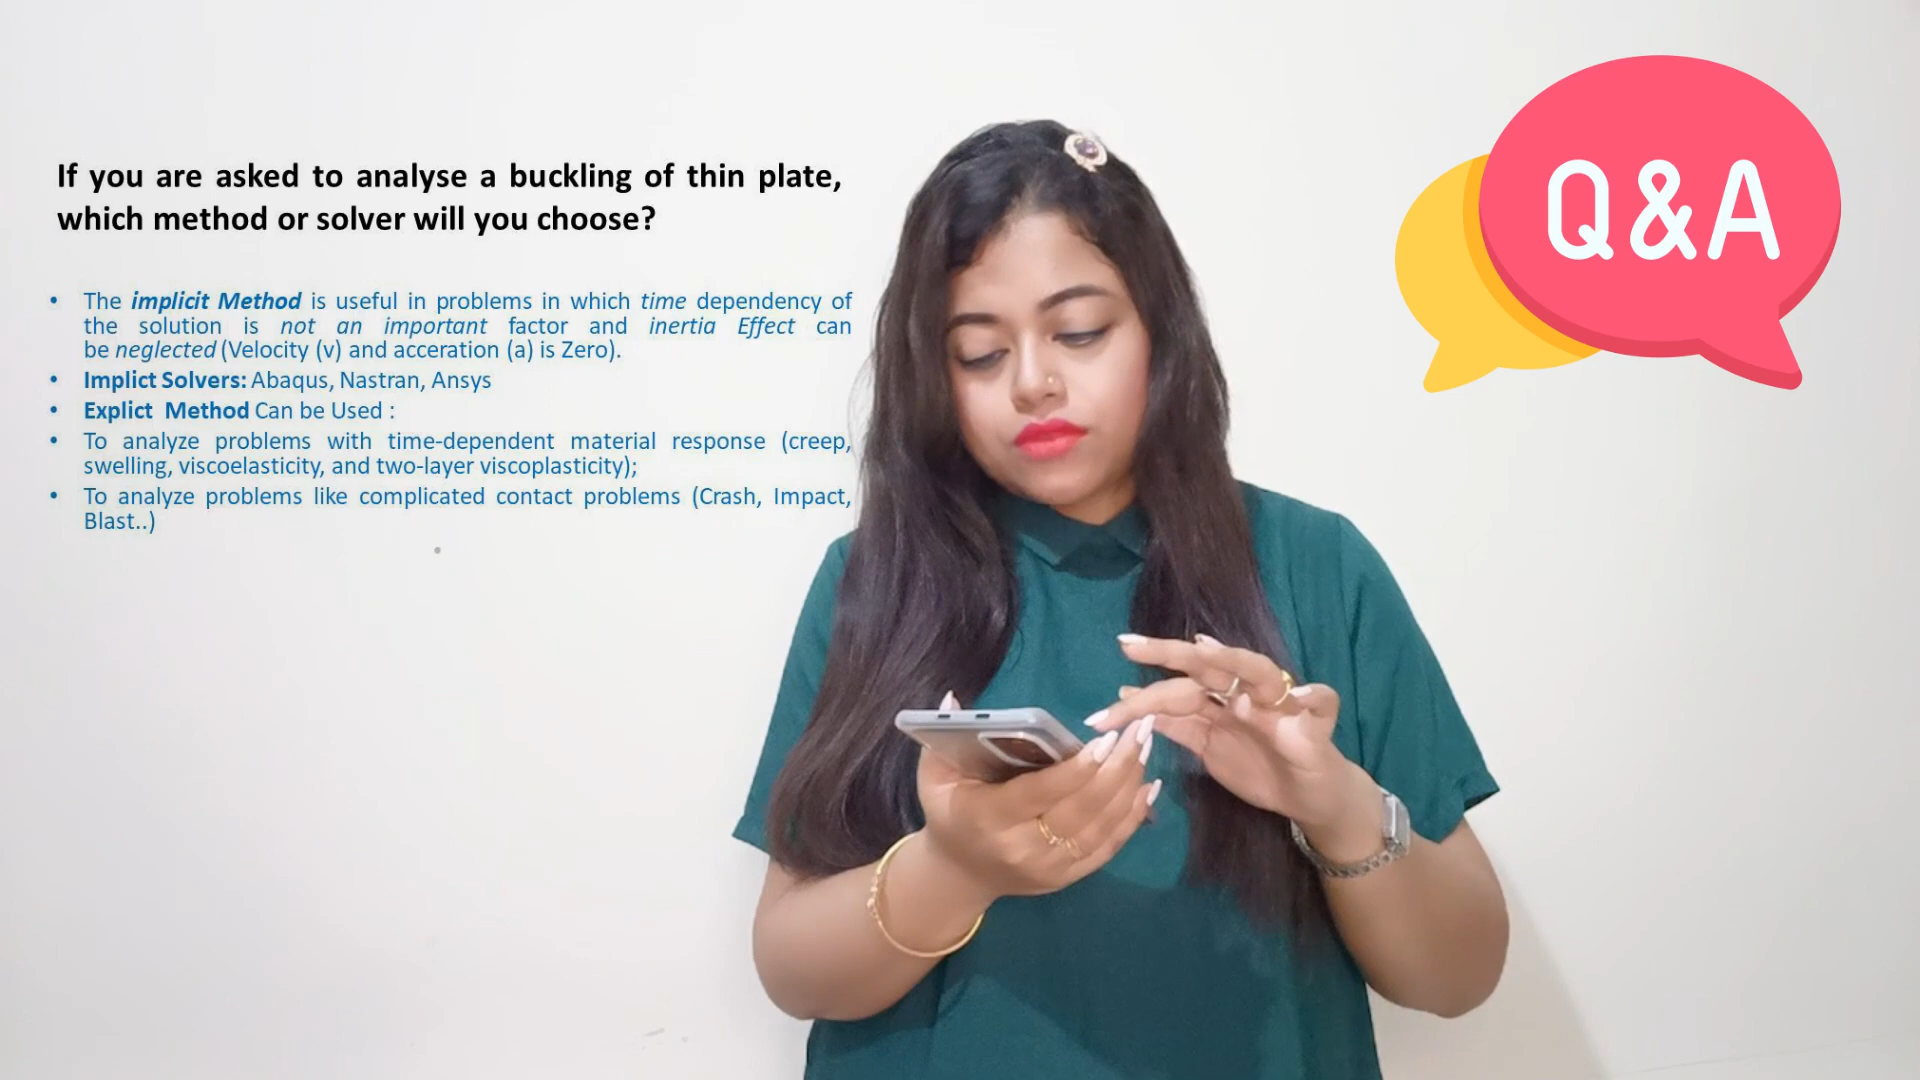 If you are asked to analyse a buckling of thin plate,
which method or solver will you choose?
• The implicit Method is useful in problems in which time dependency of
the solution is not an important factor and inertia Effect can
be neglected (Velocity (v) and acceration (a) is Zero).
• Implict Solvers: Abaqus, Nastran, Ansys
• Explict Method Can be Used :
• To analyze problems with time-dependent material response (creep,
swelling, viscoelasticity, and two-layer viscoplasticity);
• To analyze problems like complicated contact problems (Crash, Impact,
Blast..)
Q&A